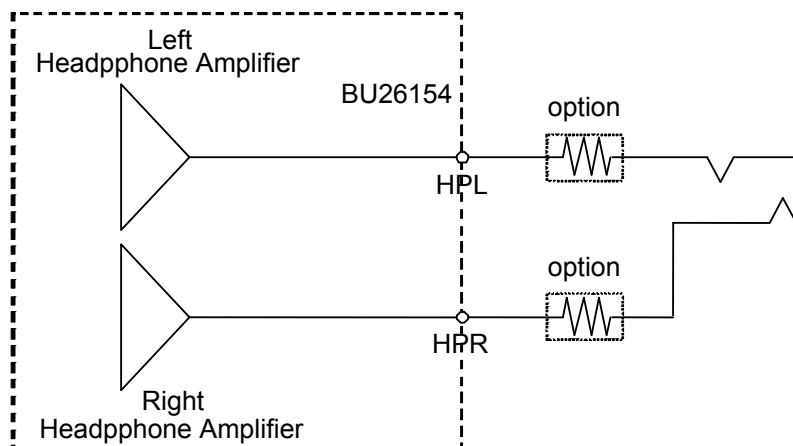 Left
Headpphone Amplifier
BU26154
option
HPL
option
HPR
Right
Headpphone Amplifier